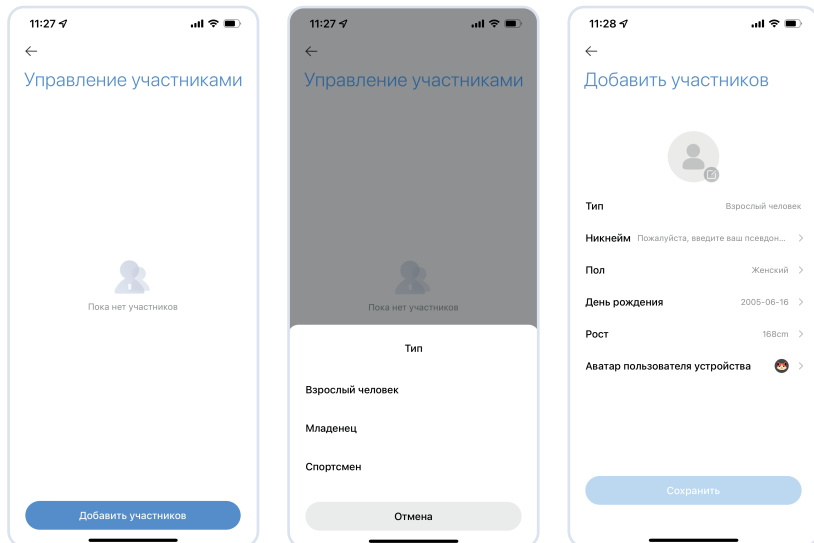 11:27
Управление участниками
Пока нет участников
Добавить участников
11:27
Управление участниками
Пока нет участников
Тип
Взрослый человек
Младенец
Спортсмен
Отмена
11:28
Добавить участников
Тип Взрослый человек
Никнейм Пожалуйста, введите ваш псевдон...
Пол Женский
День рождения 2005-06-16
Рост 168cm
Аватар пользователя устройства
Сохранить